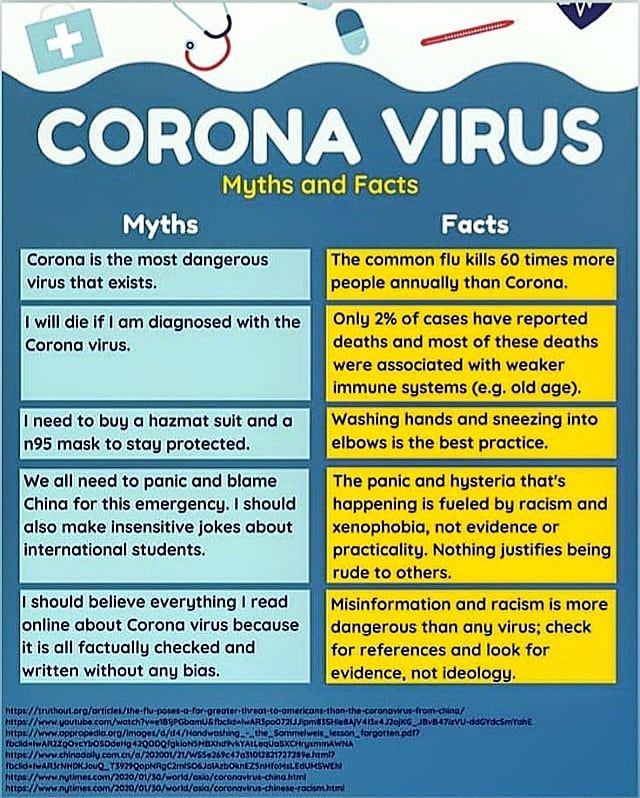 CORONA VIRUS
Myths and Facts
Myths
Corona is the most dangerous
virus that exists.
I will die if I am diagnosed with the
Corona virus.
I need to buy a hazmat suit and a
n95 mask to stay protected.
We all need to panic and blame
China for this emergency. I should
also make insensitive jokes about
international students.
I should believe everything I read
online about Corona virus because
it is all factually checked and
written without any bias.
Facts
The common flu kills 60 times more
people annually than Corona.
Only 2% of cases have reported
deaths and most of these deaths
were associated with weaker
immune systems (e.g. old age).
Washing hands and sneezing into
elbows is the best practice.
The panic and hysteria that's
happening is fueled by racism and
xenophobia, not evidence or
practicality. Nothing justifies being
rude to others.
Misinformation and racism is more
dangerous than any virus; check
for references and look for
evidence, not ideology.
https://truthout.org/articles/the-flu-poses-a-far-greater-threat-to-americans-than-the-coronavirus-from-china/
https://www.nytimes.com/2020/01/30/world/asia/coronavirus-china.html
https://www.nytimes.com/2020/01/30/world/asia/coronavirus-chinese-racism.html